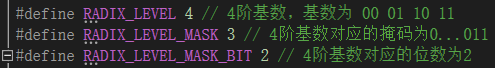 #define RADIX_LEVEL 4 // 4阶基数，基数为 00 01 10 11
#define RADIX_LEVEL_MASK 3 // 4阶基数对应的掩码为0...011
#define RADIX_LEVEL_MASK_BIT 2 // 4阶基数对应的位数为2